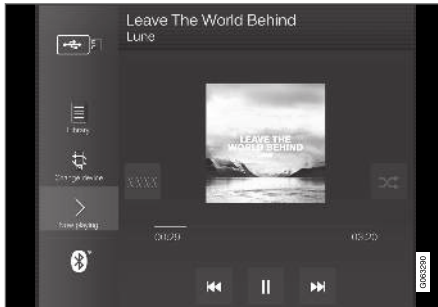 Leave The World Behind
Lune
Library
Change device
Now playing
LEAVE THE
WORLD BEHIND
00:29
03:20
G063290